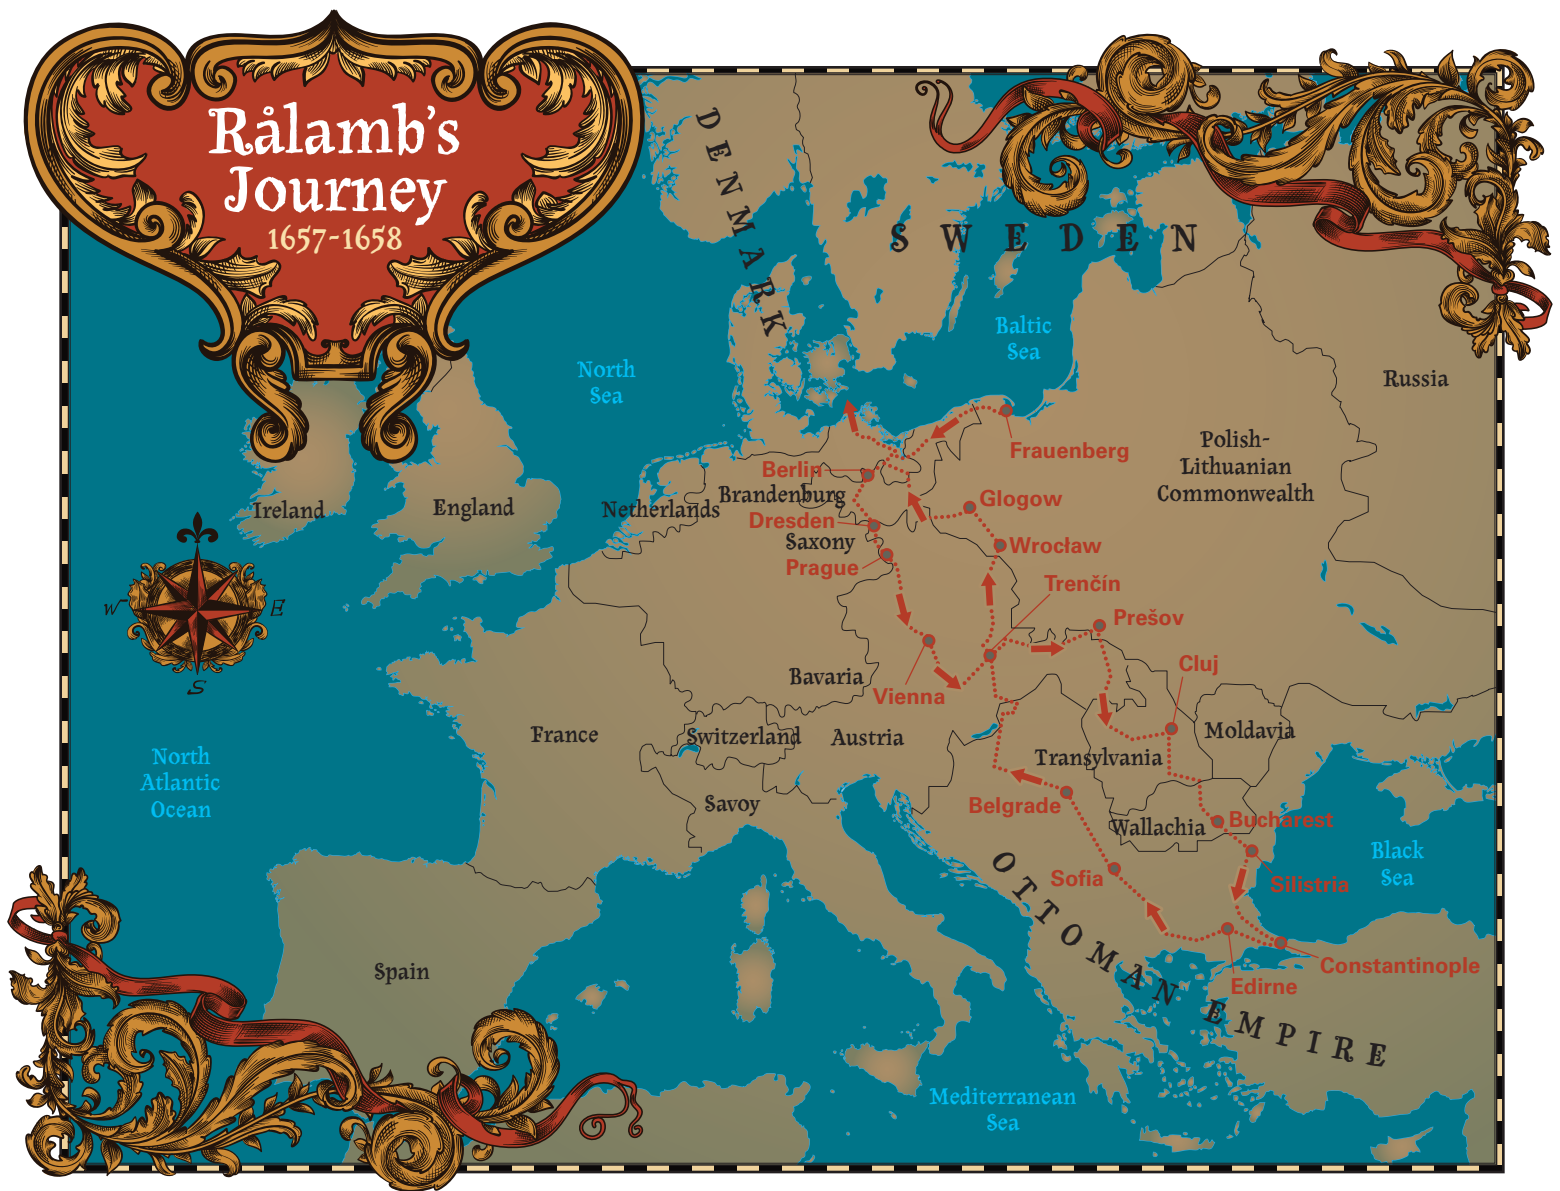 Rålamb's
Journey
1657-1658
DENMARK
SWEDEN
Baltic
Sea
North
Sea
Russia
Polish-
Lithuanian
Commonwealth
Frauenberg
Berlin
Brandenburg
Glogow
Netherlands
Ireland
England
Dresden
Saxony
Wrocław
Prague
Trenčín
Prešov
W
E
S
Cluj
Bavaria
Vienna
France
Switzerland
Austria
Moldavia
Transylvania
North
Atlantic
Ocean
Savoy
Belgrade
Bucharest
Wallachia
Black
Sea
Sofia
Silistria
OTTOMAN EMPIRE
Spain
Constantinople
Edirne
Mediterranean
Sea